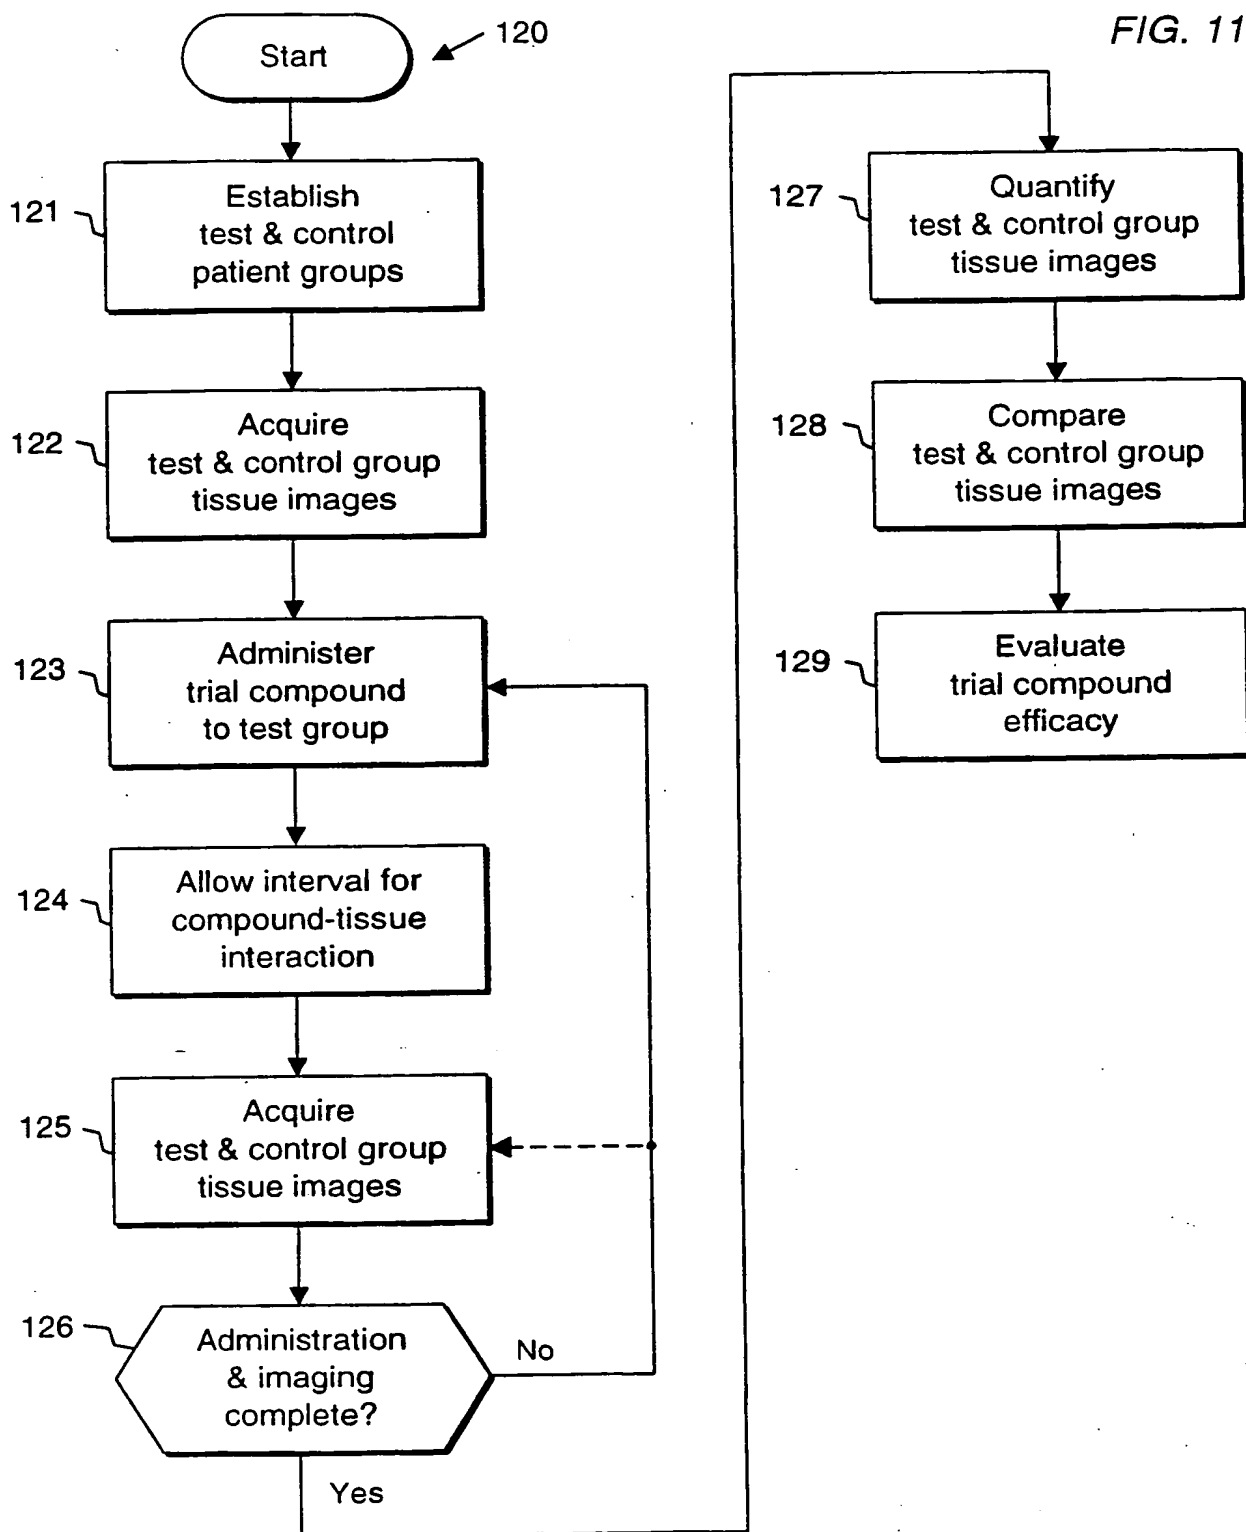 FIG. 11
120
Start
121
Establish
test & control
patient groups
122
Acquire
test & control group
tissue images
123
Administer
trial compound
to test group
124
Allow interval for
compound-tissue
interaction
125
Acquire
test & control group
tissue images
126
Administration
& imaging
complete?
No
Yes
127
Quantify
test & control group
tissue images
128
Compare
test & control group
tissue images
129
Evaluate
trial compound
efficacy